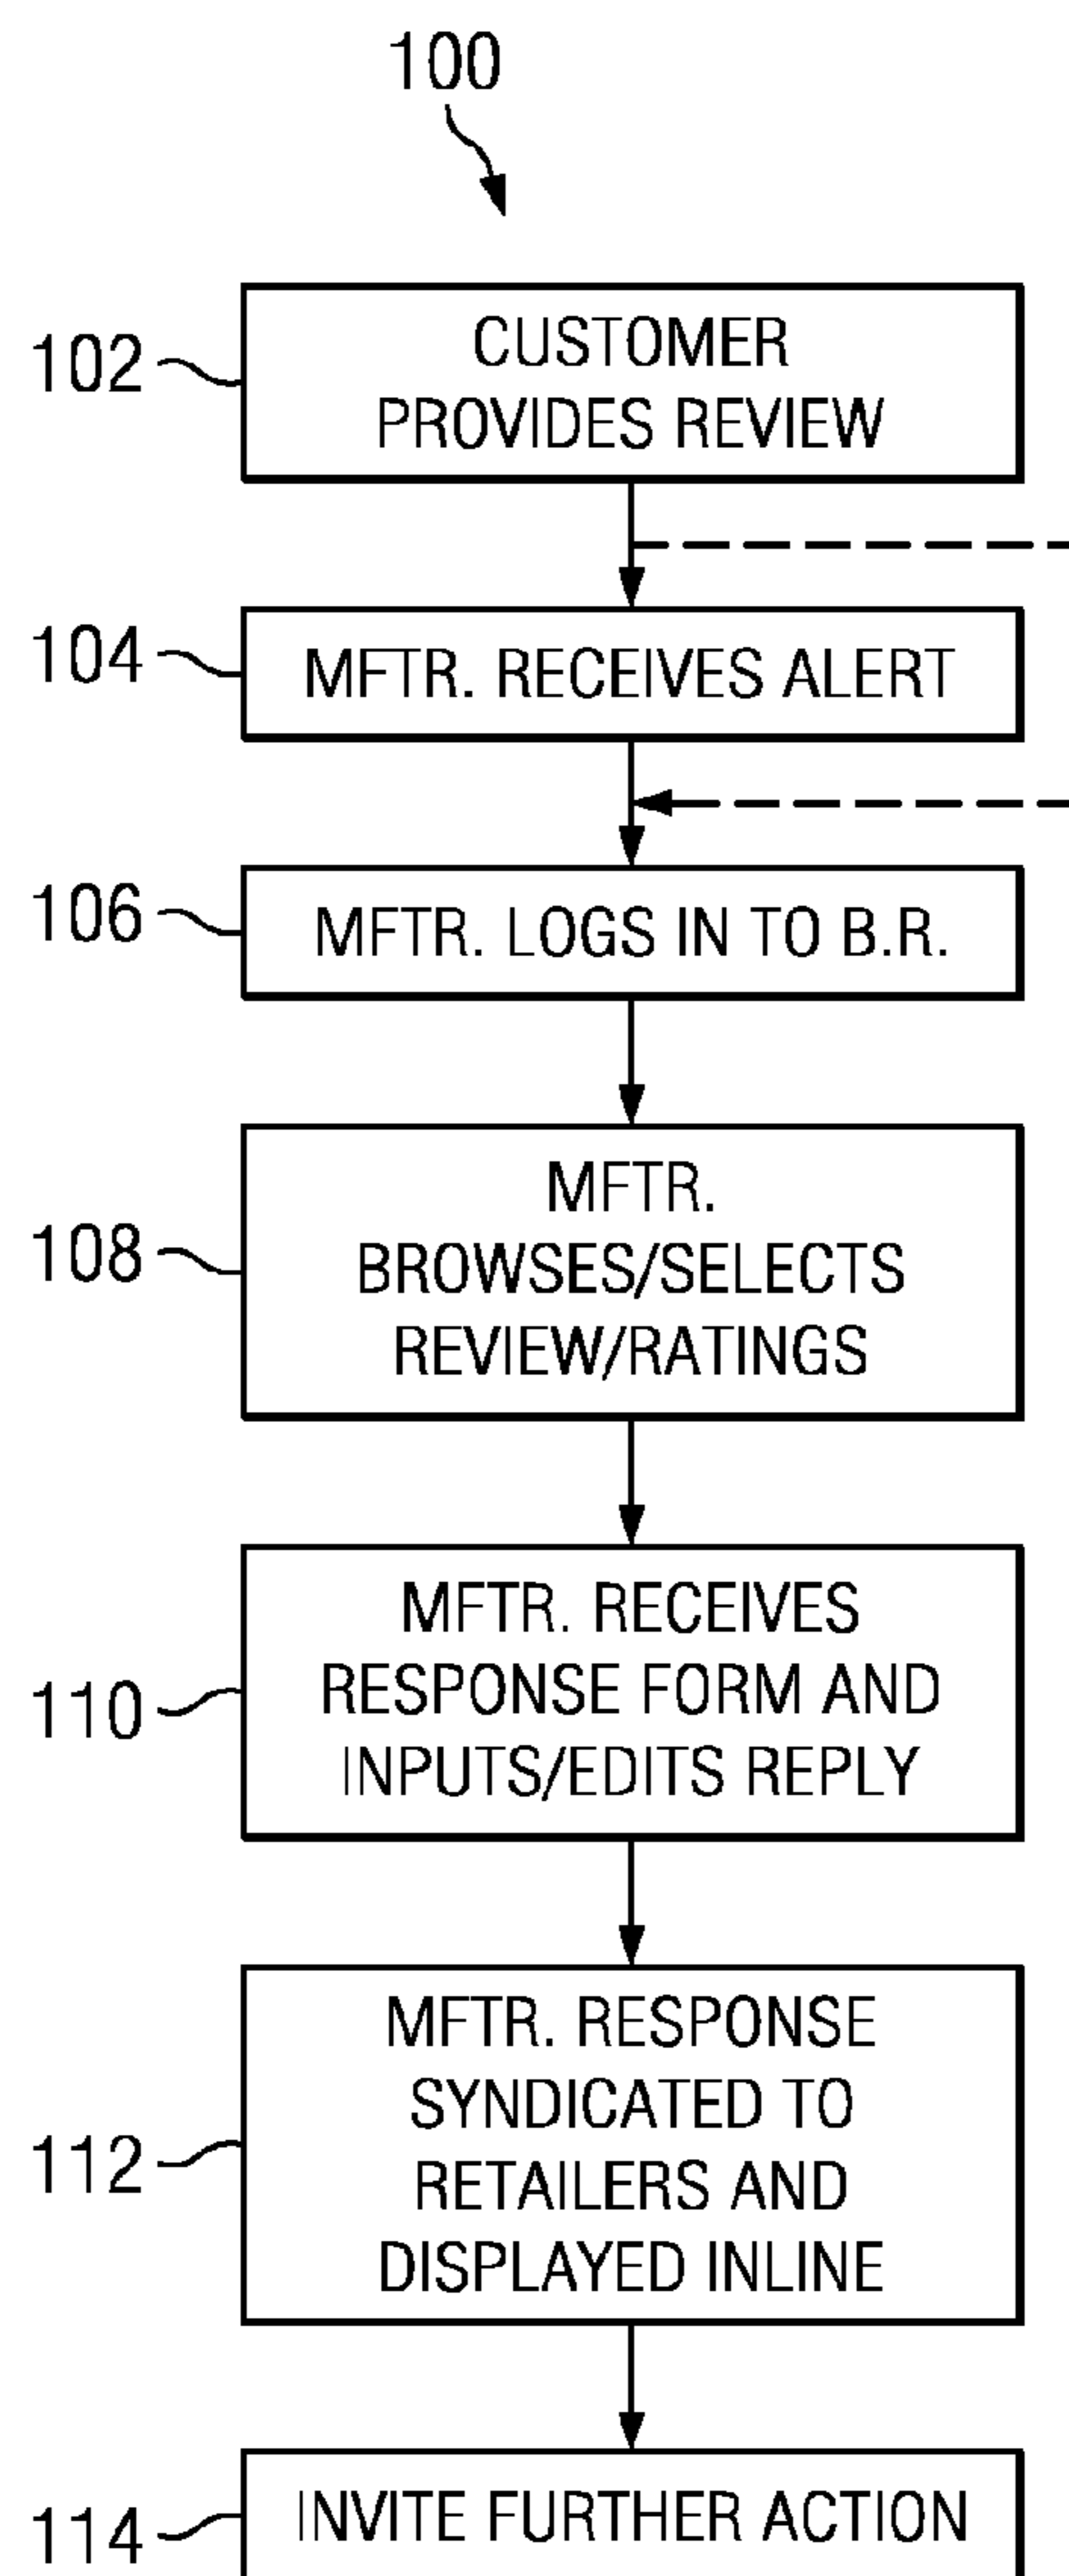 100
102
CUSTOMER
PROVIDES REVIEW
104
MFTR. RECEIVES ALERT
106
MFTR. LOGS IN TO B.R.
108
MFTR.
BROWSES/SELECTS
REVIEW/RATINGS
110
MFTR. RECEIVES
RESPONSE FORM AND
INPUTS/EDITS REPLY
112
MFTR. RESPONSE
SYNDICATED TO
RETAILERS AND
DISPLAYED INLINE
114
INVITE FURTHER ACTION